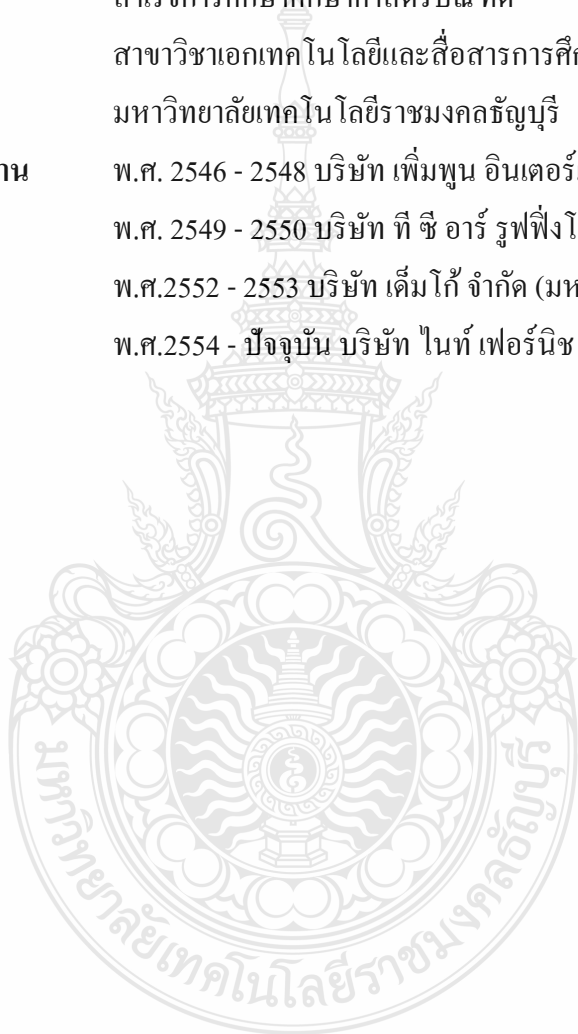 สาขาวิชาเอกเทคโนโลยีและสื่อสารการศึก
มหาวิทยาลัยเทคโนโลยีราชมงคลธัญบุรี
าน พ.ศ. 2546 - 2548 บริษัท เพิ่มพูน อินเตอร์
พ.ศ. 2549 - 2550 บริษัท ที ซี อาร์ รูฟฟิ่งโ
พ.ศ.2552 - 2553 บริษัท เด็มโก้ จำกัด (มห
พ.ศ.2554 - ปัจจุบัน บริษัท ไนท์ เฟอร์นิช
มหาวิทยาลัยเทคโนโลยีราชมงคลธัญบุรี